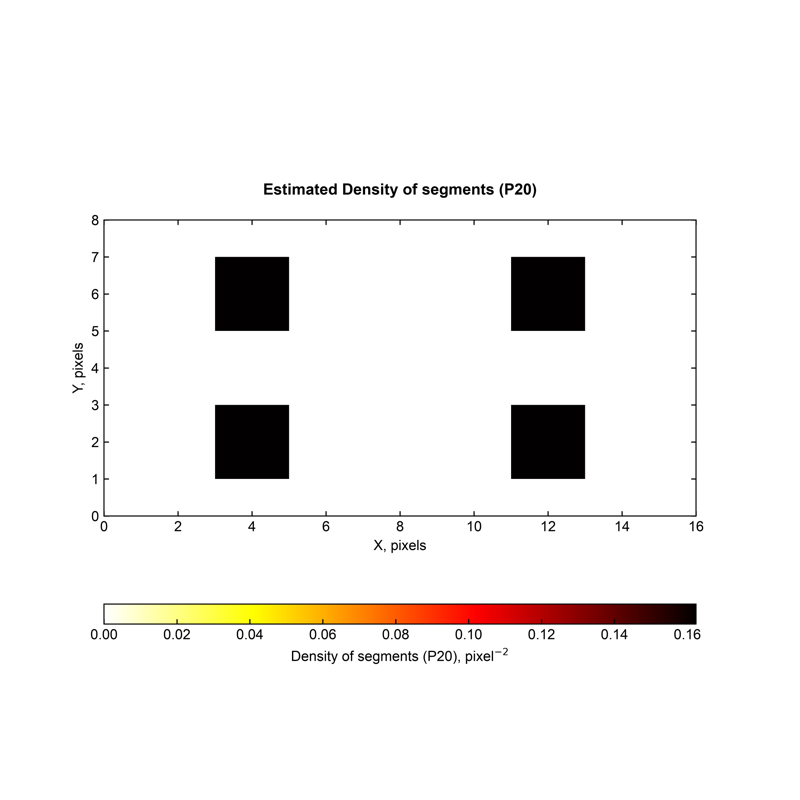 Estimated Density of segments (P20)
8
7
6
5
4
3
2
1
0
Y, pixels
0 2 4 6 8 10 12 14 16
X, pixels
0.00 0.02 0.04 0.06 0.08 0.10 0.12 0.14 0.16
Density of segments (P20), pixel⁻²